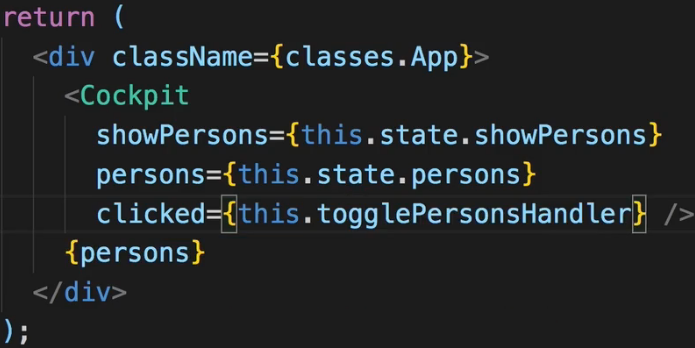 return (
<div className={classes.App}>
<Cockpit
showPersons={this.state.showPersons}
persons={this.state.persons}
clicked={this.togglePersonsHandler} />
{persons}
</div>
);